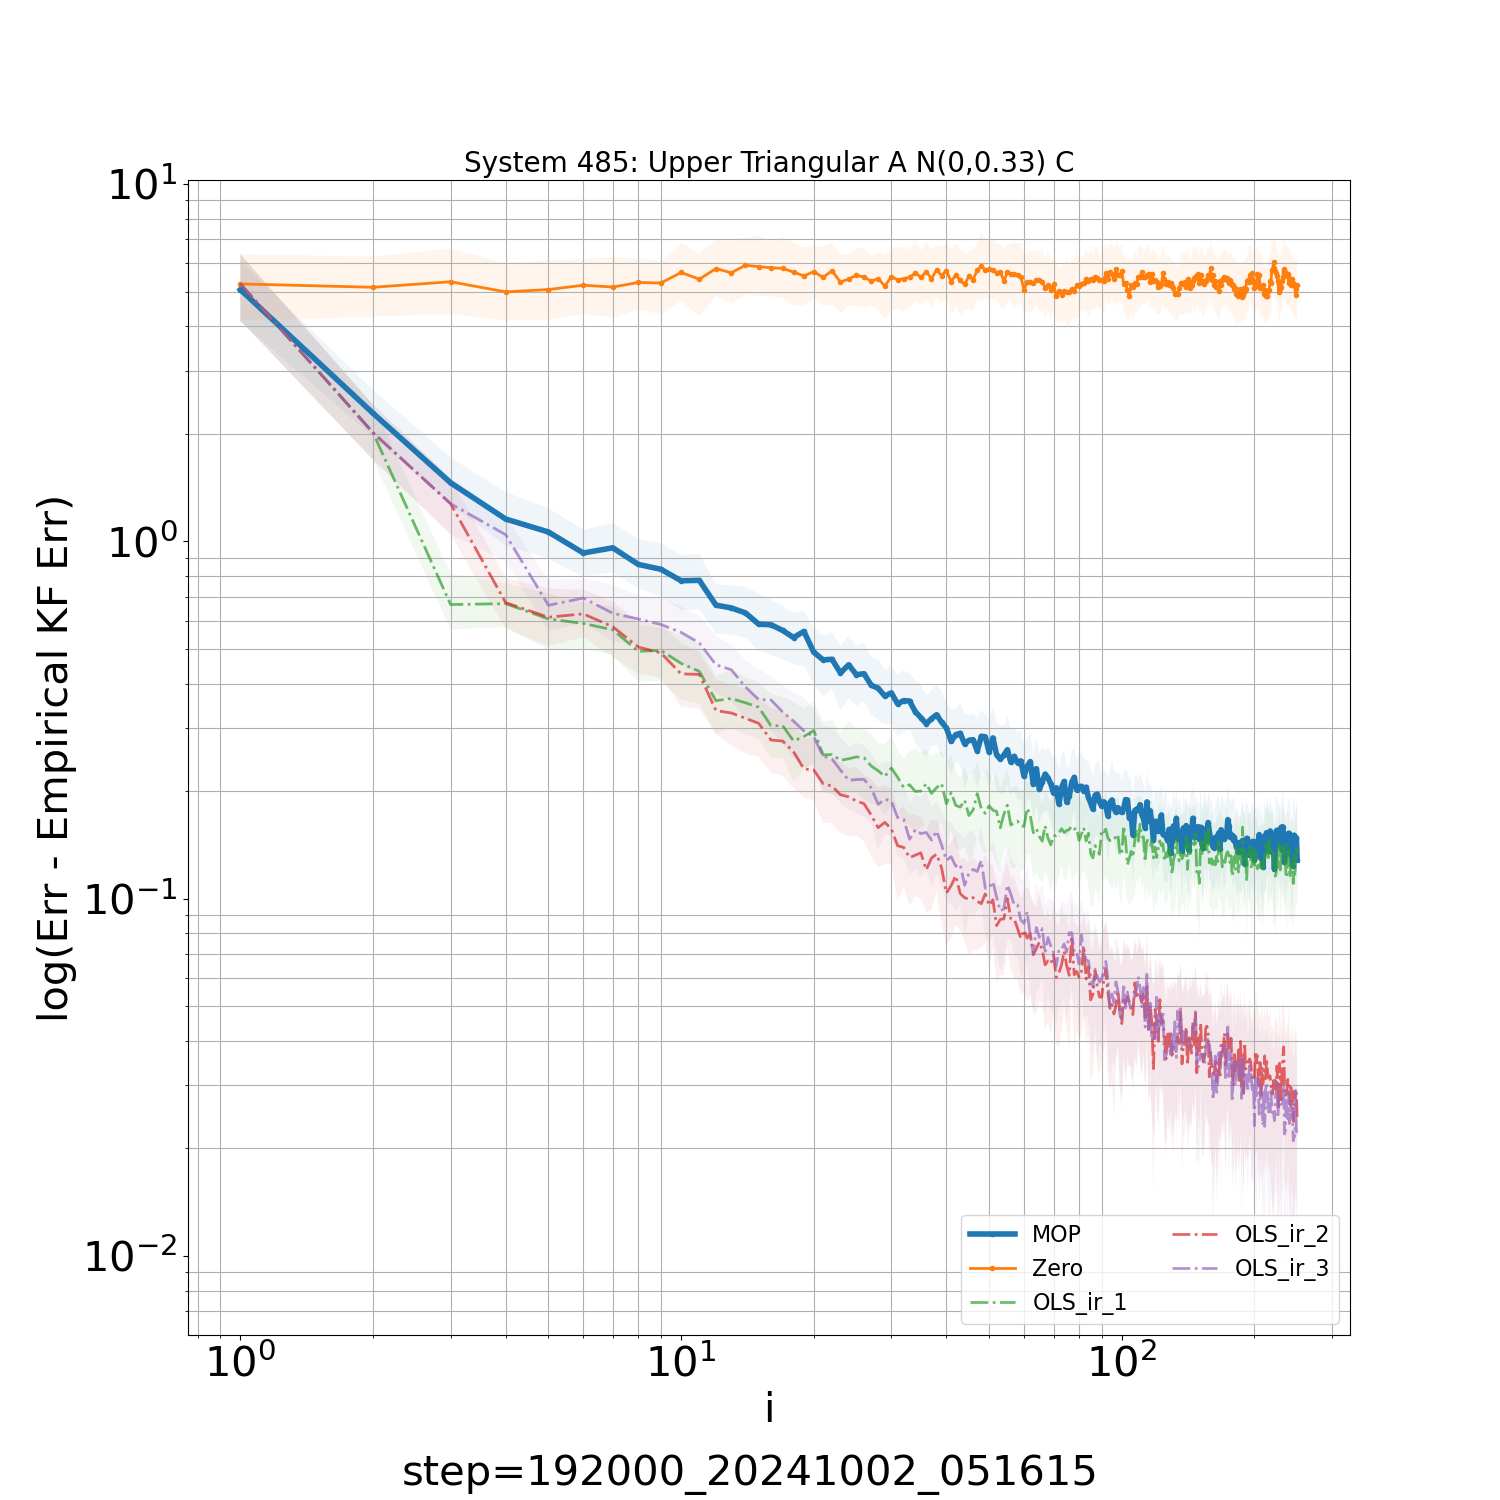 System 485: Upper Triangular A N(0,0.33) C
log(Err - Empirical KF Err)
10^1
10^0
10^-1
10^-2
MOP
Zero
OLS_ir_1
OLS_ir_2
OLS_ir_3
10^0 10^1 10^2
i
step=192000_20241002_051615